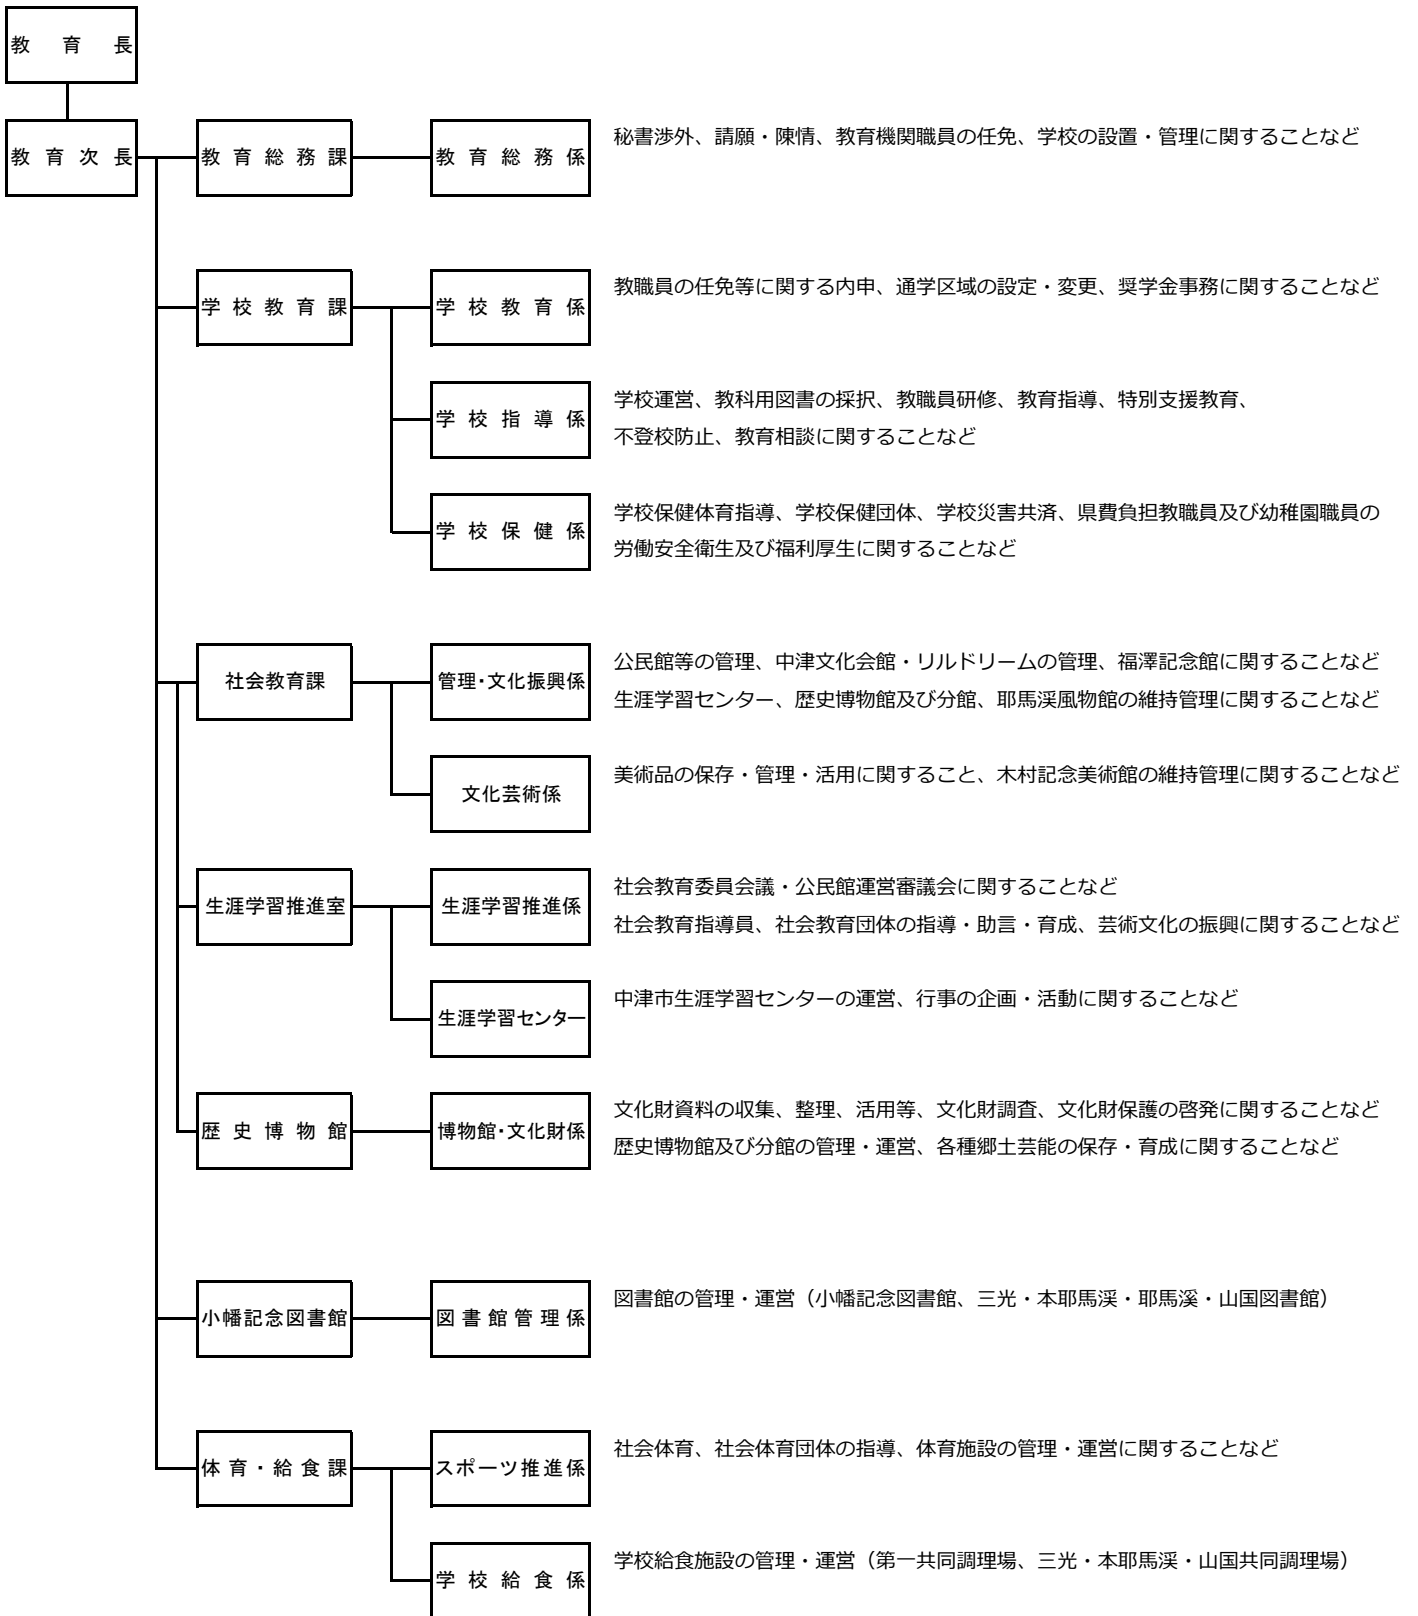 教育長
教育次長
教育総務課
教育総務係
秘書渉外、請願・陳情、教育機関職員の任免、学校の設置・管理に関することなど
学校教育課
学校教育係
教職員の任免等に関する内申、通学区域の設定・変更、奨学金事務に関することなど
学校指導係
学校運営、教科用図書の採択、教職員研修、教育指導、特別支援教育、
不登校防止、教育相談に関することなど
学校保健係
学校保健体育指導、学校保健団体、学校災害共済、県費負担教職員及び幼稚園職員の
労働安全衛生及び福利厚生に関することなど
社会教育課
管理・文化振興係
公民館等の管理、中津文化会館・リルドリームの管理、福澤記念館に関することなど
生涯学習センター、歴史博物館及び分館、耶馬渓風物館の維持管理に関することなど
文化芸術係
美術品の保存・管理・活用に関すること、木村記念美術館の維持管理に関することなど
生涯学習推進室
生涯学習推進係
社会教育委員会議・公民館運営審議会に関することなど
社会教育指導員、社会教育団体の指導・助言・育成、芸術文化の振興に関することなど
生涯学習センター
中津市生涯学習センターの運営、行事の企画・活動に関することなど
歴史博物館
博物館・文化財係
文化財資料の収集、整理、活用等、文化財調査、文化財保護の啓発に関することなど
歴史博物館及び分館の管理・運営、各種郷土芸能の保存・育成に関することなど
小幡記念図書館
図書館管理係
図書館の管理・運営（小幡記念図書館、三光・本耶馬渓・耶馬溪・山国図書館）
体育・給食課
スポーツ推進係
社会体育、社会体育団体の指導、体育施設の管理・運営に関することなど
学校給食係
学校給食施設の管理・運営（第一共同調理場、三光・本耶馬渓・山国共同調理場）